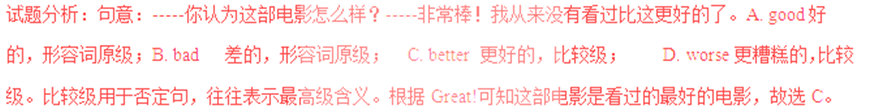 试题分析：句意：-----你认为这部电影怎么样？-----非常棒！我从来没有看过比这更好的了。A. good 好
的，形容词原级；B. bad 差的，形容词原级； C. better 更好的，比较级； D. worse 更糟糕的，比较
级。比较级用于否定句，往往表示最高级含义。根据 Great!可知这部电影是看过的最好的电影，故选 C。